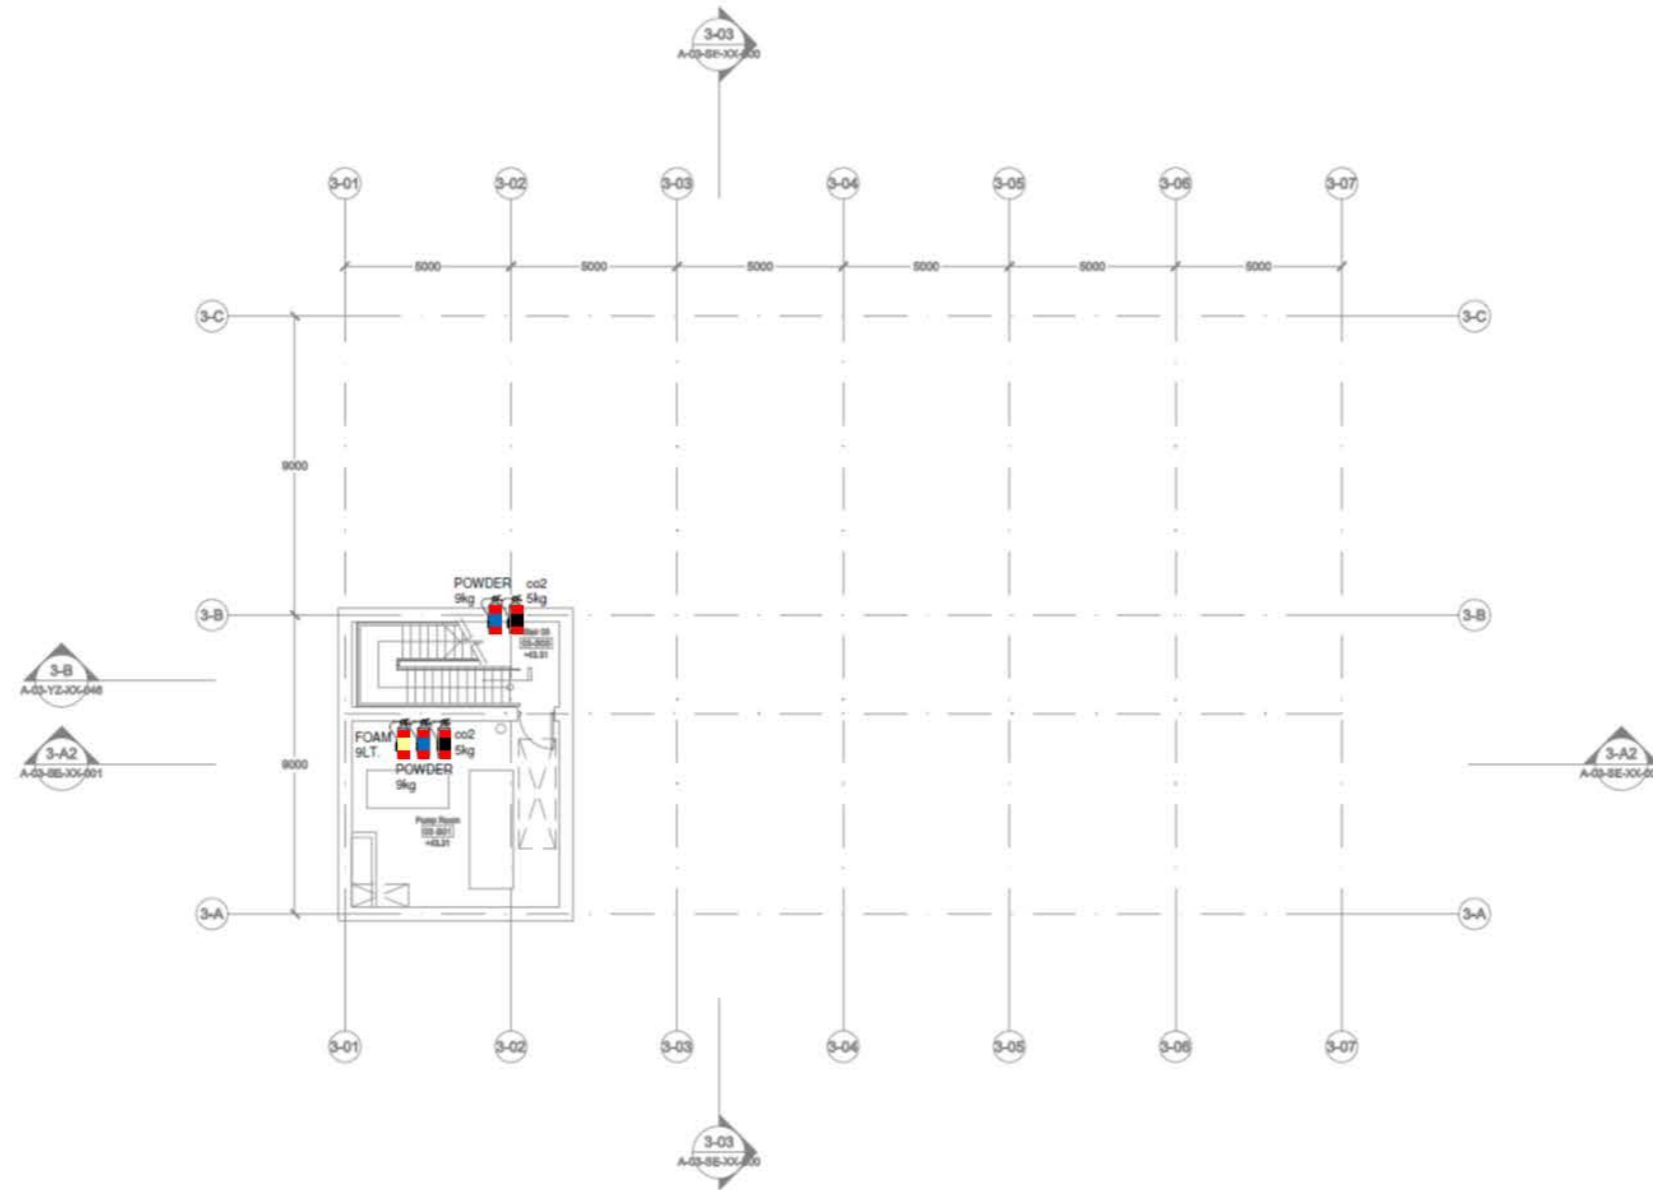 3-03
3-01 3-02 3-03 3-04 3-05 3-06 3-07
5000 5000 5000 5000 5000 5000
3-C 3-C
9000
POWDER co2
9kg 5kg
3-B 3-B
3-B
FOAM co2
9LT. 5kg
POWDER
9kg
3-A2 3-A2
9000
Pump Room
3-A 3-A
3-01 3-02 3-03 3-04 3-05 3-06 3-07
3-03